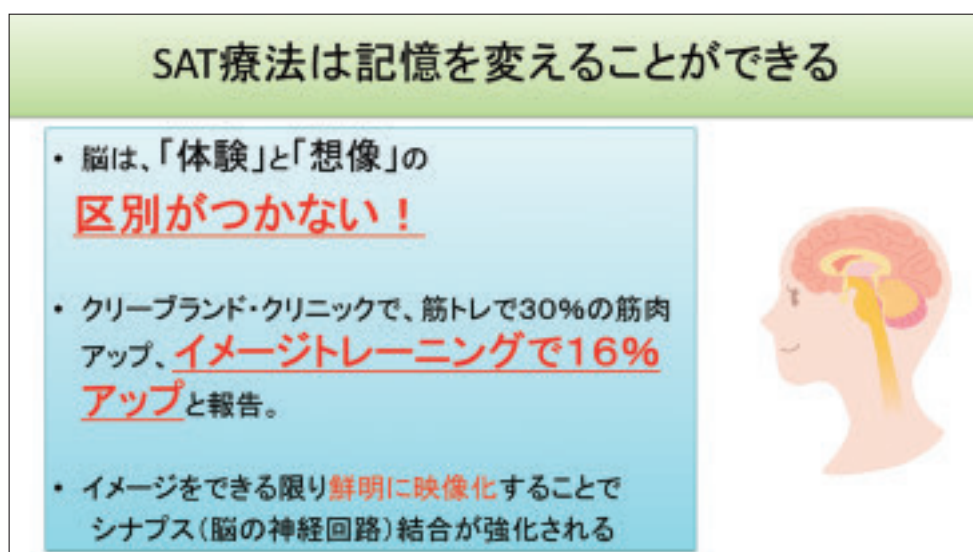 SAT療法は記憶を変えることができる
• 脳は、「体験」と「想像」の
区別がつかない！
• クリーブランド・クリニックで、筋トレで30%の筋肉
アップ、イメージトレーニングで16%
アップと報告。
• イメージをできる限り鮮明に映像化することで
シナプス(脳の神経回路)結合が強化される